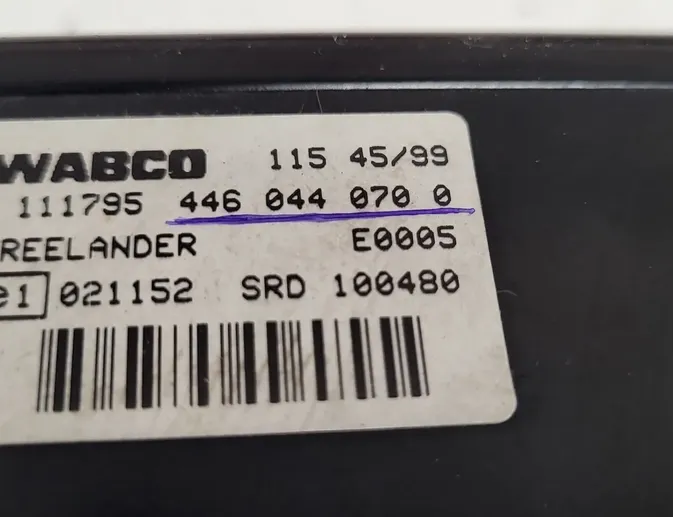 WABCO 115 45/99
111795 446 044 070 0
REELANDER E0005
e1 021152 SRD 100480